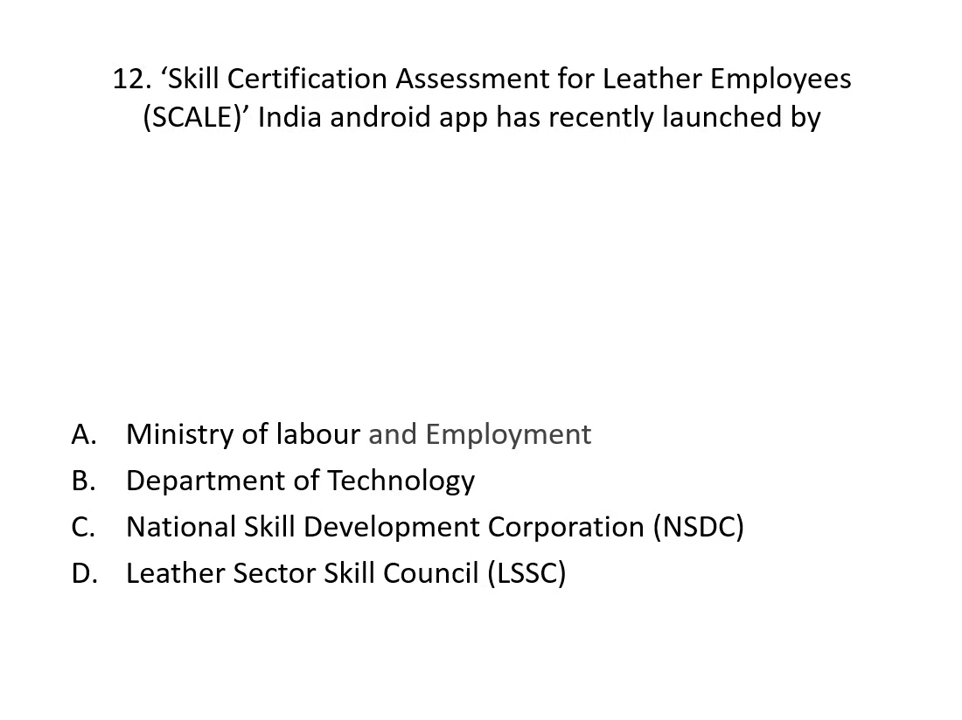 12. ‘Skill Certification Assessment for Leather Employees
(SCALE)’ India android app has recently launched by
A. Ministry of labour and Employment
B. Department of Technology
C. National Skill Development Corporation (NSDC)
D. Leather Sector Skill Council (LSSC)